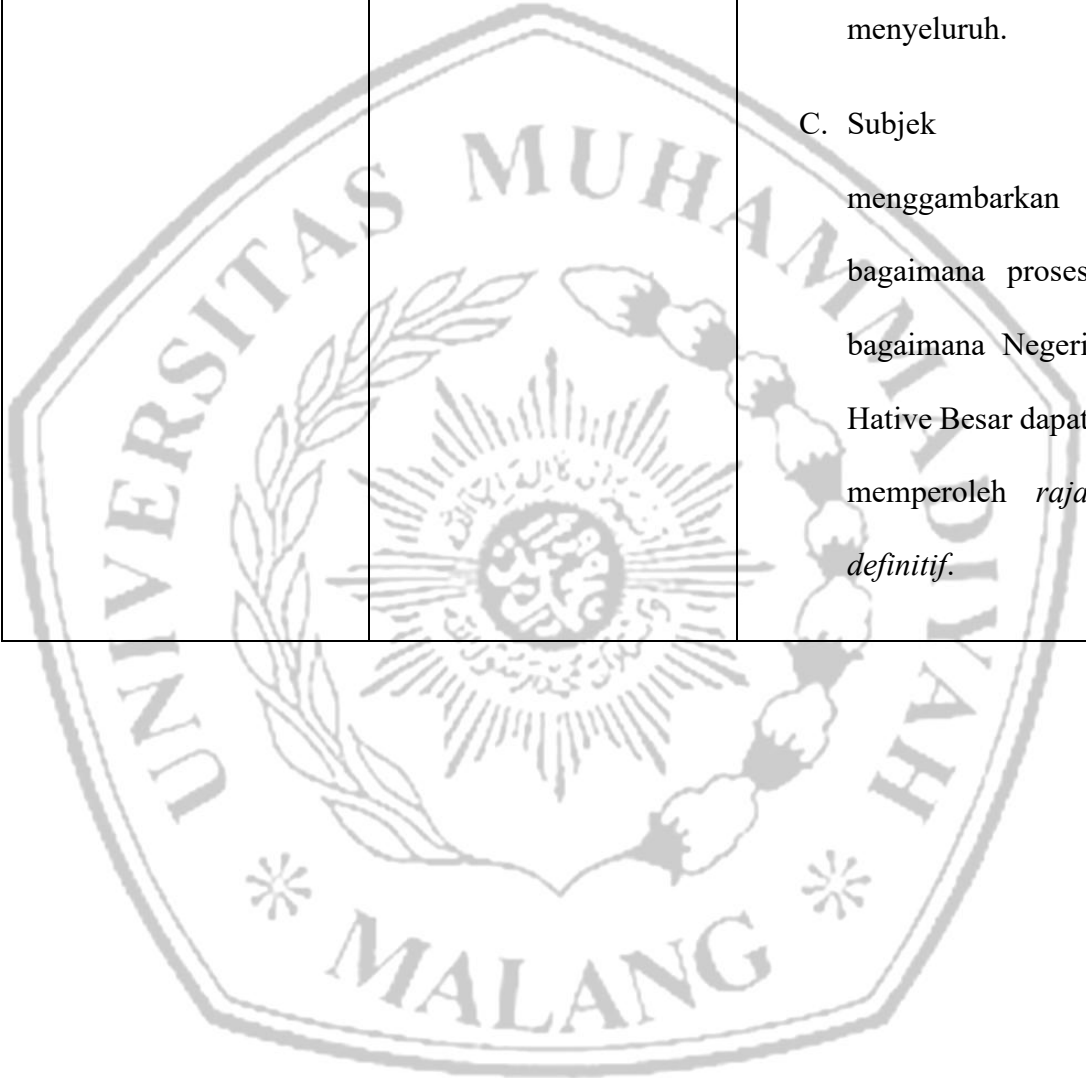 menyeluruh.
C. Subjek
menggambarkan
bagaimana proses
bagaimana Negeri
Hative Besar dapat
memperoleh raja
definitif.
UNIVERSITAS MUHAMMADIYAH
MALANG